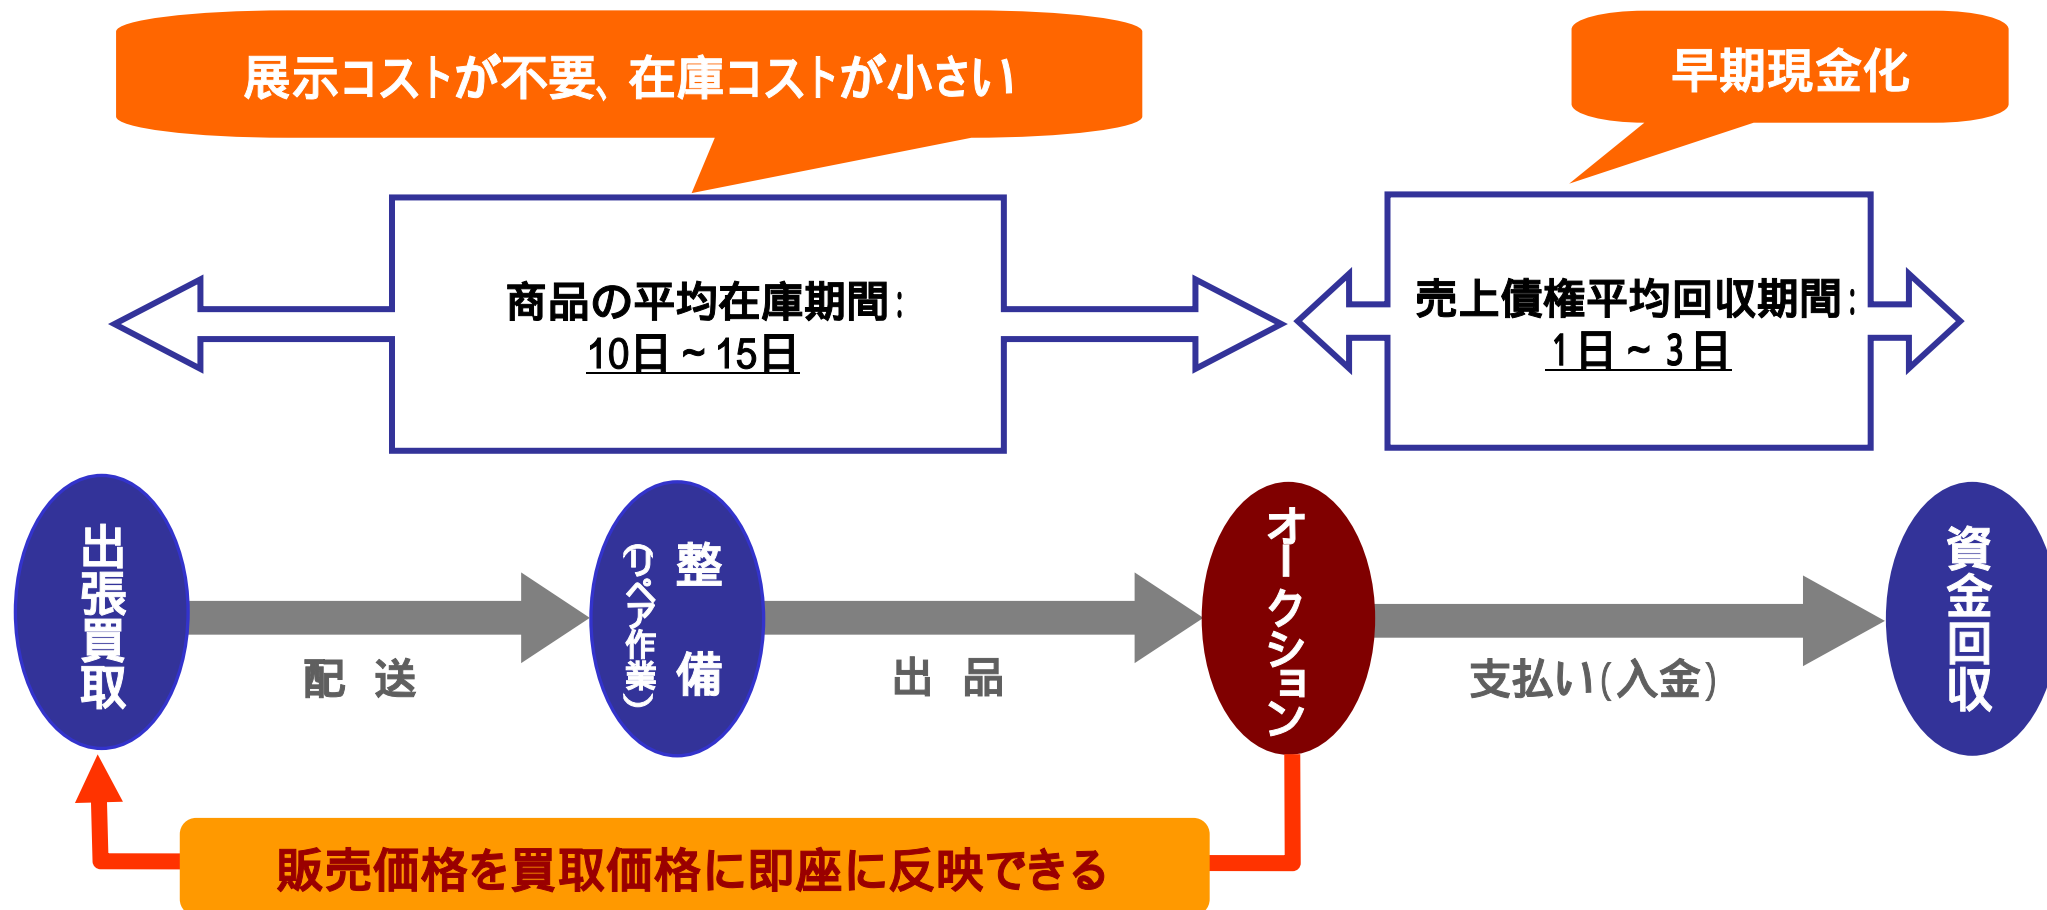 展示コストが不要、在庫コストが小さい
早期現金化
商品の平均在庫期間:
10日~15日
売上債権平均回収期間:
1日~3日
出張買取
配 送
整 備
(リペア作業)
出 品
オークション
支払い(入金)
資金回収
販売価格を買取価格に即座に反映できる